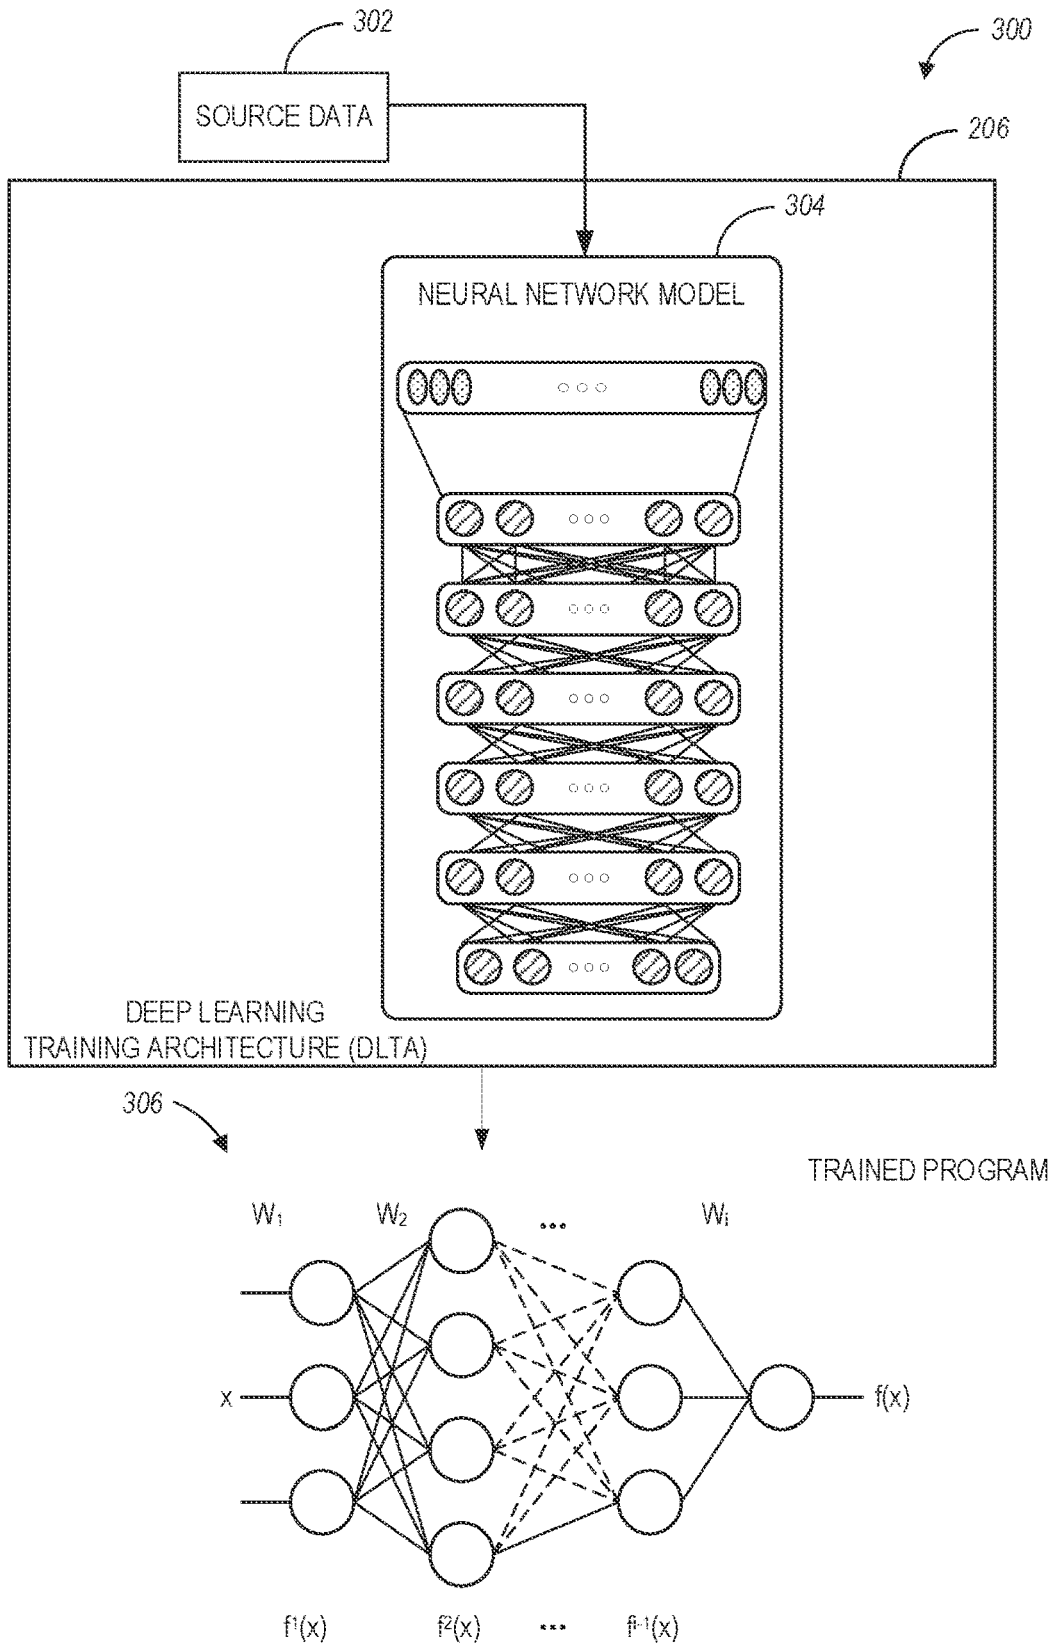 302
300
SOURCE DATA
206
304
NEURAL NETWORK MODEL
DEEP LEARNING
TRAINING ARCHITECTURE (DLTA)
306
TRAINED PROGRAM
W₁ W₂ ... Wᵢ
x f(x)
f¹(x) f²(x) ... fⁱ⁻¹(x)